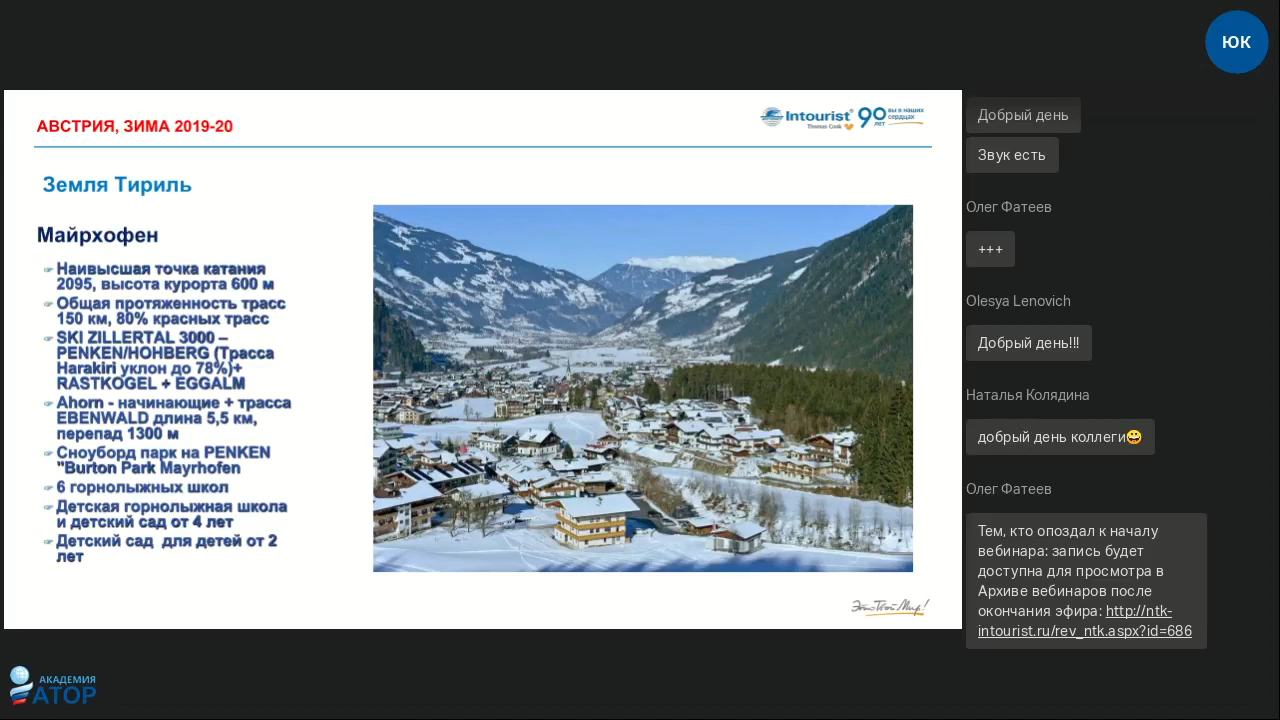 ЮК
АВСТРИЯ, ЗИМА 2019-20
Intourist
Thomas Cook
90 ЛЕТ
вы в наших
сердцах
Земля Тириль
Майрхофен
Наивысшая точка катания
2095, высота курорта 600 м
Общая протяженность трасс
150 км, 80% красных трасс
SKI ZILLERTAL 3000 –
PENKEN/HOHBERG (Трасса
Harakiri уклон до 78%)+
RASTKOGEL + EGGALM
Ahorn - начинающие + трасса
EBENWALD длина 5,5 км,
перепад 1300 м
Сноуборд парк на PENKEN
"Burton Park Mayrhofen
6 горнолыжных школ
Детская горнолыжная школа
и детский сад от 4 лет
Детский сад для детей от 2
лет
Это Твой Мир!
АКАДЕМИЯ
АТОР
Добрый день
Звук есть
Олег Фатеев
+++
Olesya Lenovich
Добрый день!!!
Наталья Колядина
добрый день коллеги😀
Олег Фатеев
Тем, кто опоздал к началу
вебинара: запись будет
доступна для просмотра в
Архиве вебинаров после
окончания эфира: http://ntk-
intourist.ru/rev_ntk.aspx?id=686